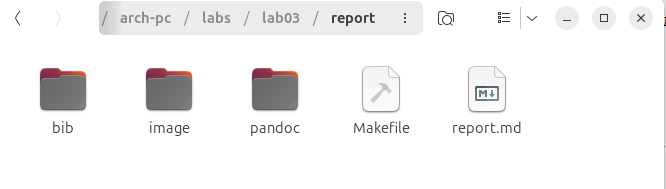 / arch-pc / labs / lab03 / report
bib image pandoc Makefile report.md